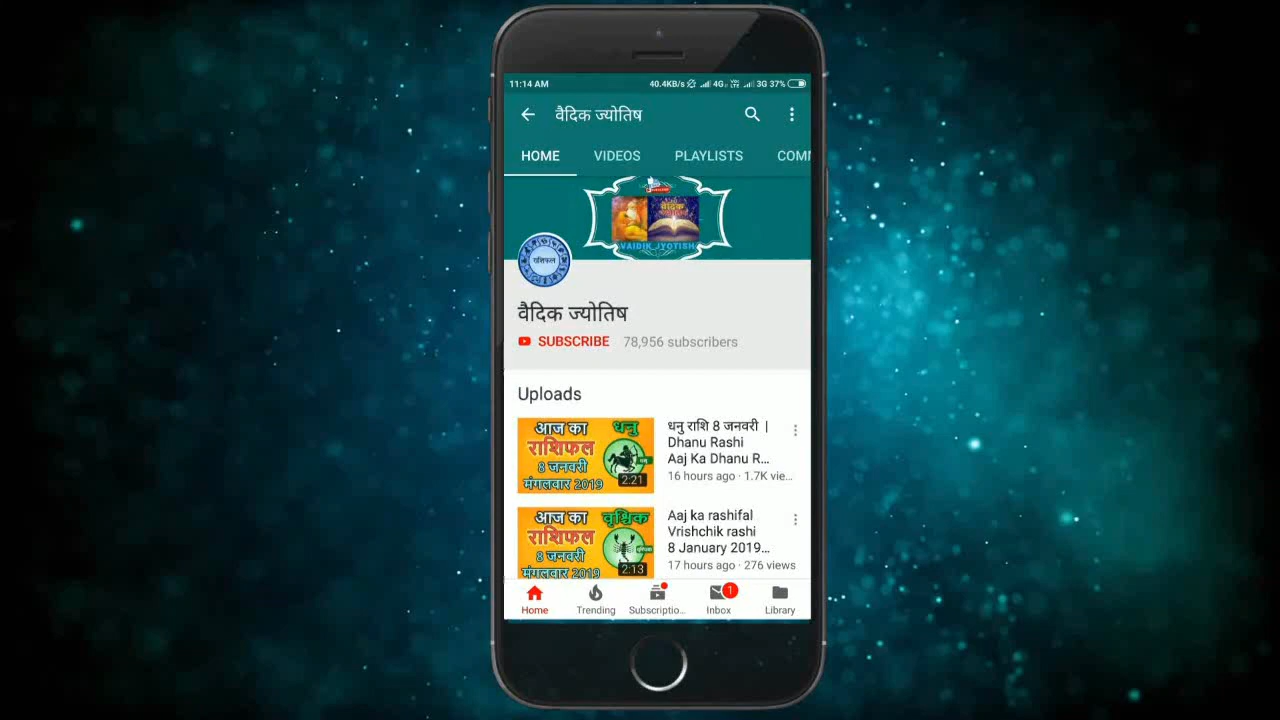 11:14 AM
40.4KB/s 4G 3G 37%
वैदिक ज्योतिष
HOME VIDEOS PLAYLISTS COMM
वैदिक
VAIDIK JYOTISH
राशिफल
वैदिक ज्योतिष
SUBSCRIBE 78,956 subscribers
Uploads
आज का धनु
राशिफल
8 जनवरी
मंगलवार 2019
2:21
धनु राशि 8 जनवरी |
Dhanu Rashi
Aaj Ka Dhanu R...
16 hours ago · 1.7K vie...
आज का वृश्चिक
राशिफल
8 जनवरी
मंगलवार 2019
2:13
Aaj ka rashifal
Vrishchik rashi
8 January 2019...
17 hours ago · 276 views
Home Trending Subscriptio... Inbox Library
1